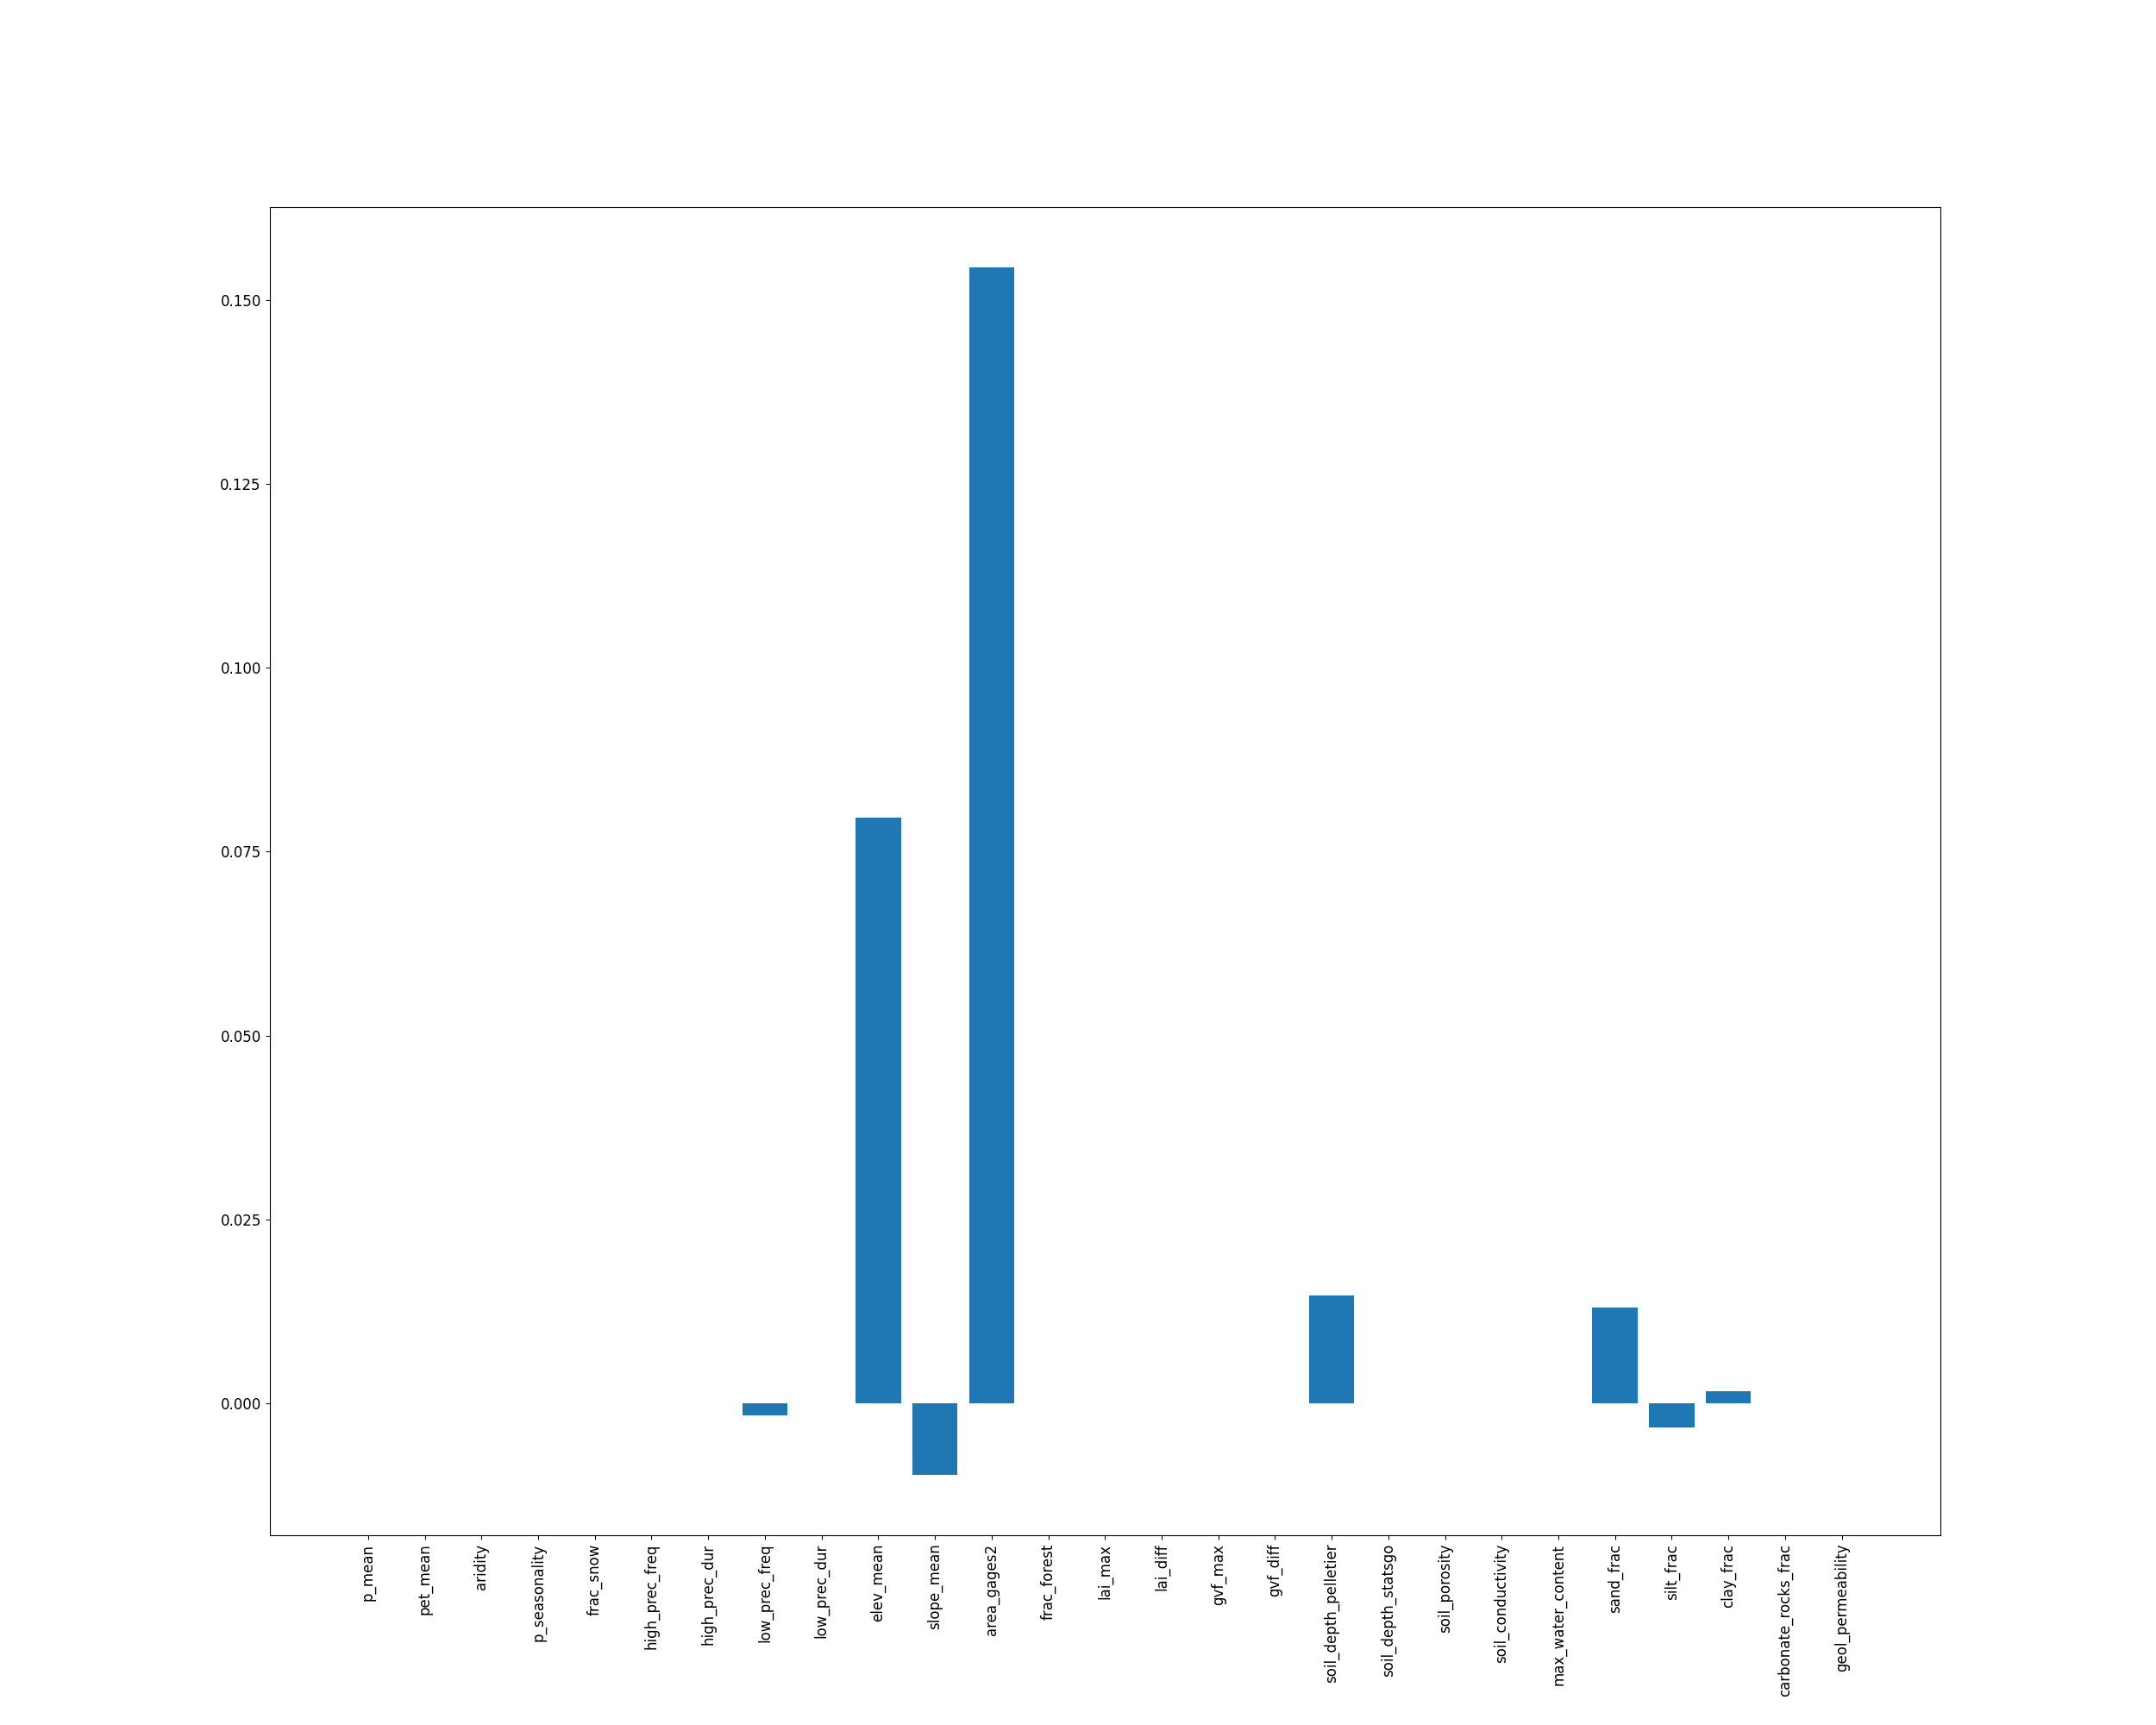 0.150
0.125
0.100
0.075
0.050
0.025
0.000
p_mean
pet_mean
aridity
p_seasonality
frac_snow
high_prec_freq
high_prec_dur
low_prec_freq
low_prec_dur
elev_mean
slope_mean
area_gages2
frac_forest
lai_max
lai_diff
gvf_max
gvf_diff
soil_depth_pelletier
soil_depth_statsgo
soil_porosity
soil_conductivity
max_water_content
sand_frac
silt_frac
clay_frac
carbonate_rocks_frac
geol_permeability